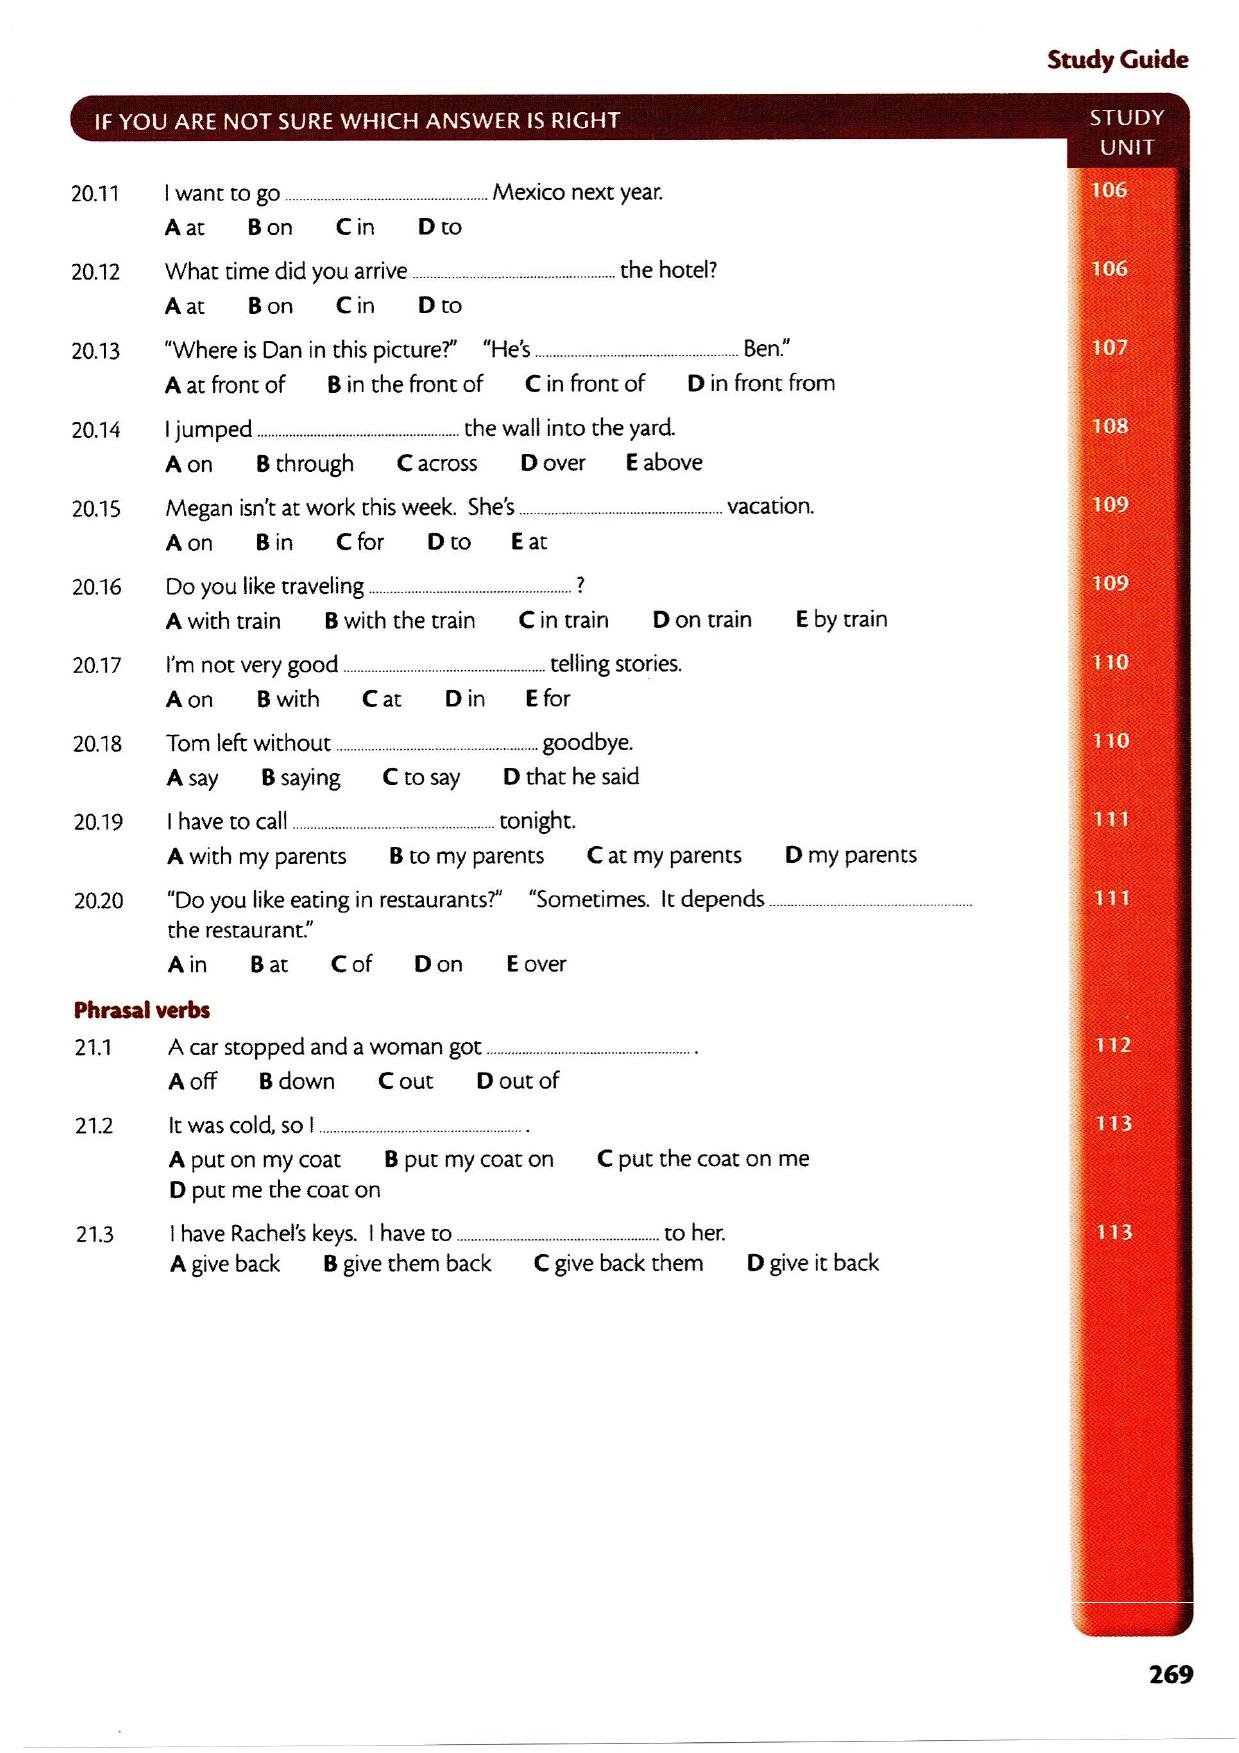 Study Guide
IF YOU ARE NOT SURE WHICH ANSWER IS RIGHT
STUDY
UNIT
20.11 I want to go ........................ Mexico next year. 106
A at B on C in D to
20.12 What time did you arrive ........................ the hotel? 106
A at B on C in D to
20.13 “Where is Dan in this picture?” “He’s ........................ Ben.” 107
A at front of B in the front of C in front of D in front from
20.14 I jumped ........................ the wall into the yard. 108
A on B through C across D over E above
20.15 Megan isn’t at work this week. She’s ........................ vacation. 109
A on B in C for D to E at
20.16 Do you like traveling ........................ ? 109
A with train B with the train C in train D on train E by train
20.17 I’m not very good ........................ telling stories. 110
A on B with C at D in E for
20.18 Tom left without ........................ goodbye. 110
A say B saying C to say D that he said
20.19 I have to call ........................ tonight. 111
A with my parents B to my parents C at my parents D my parents
20.20 “Do you like eating in restaurants?” “Sometimes. It depends ........................ 111
the restaurant.”
A in B at C of D on E over
Phrasal verbs
21.1 A car stopped and a woman got ........................ . 112
A off B down C out D out of
21.2 It was cold, so I ........................ . 113
A put on my coat B put my coat on C put the coat on me
D put me the coat on
21.3 I have Rachel’s keys. I have to ........................ to her. 113
A give back B give them back C give back them D give it back
269